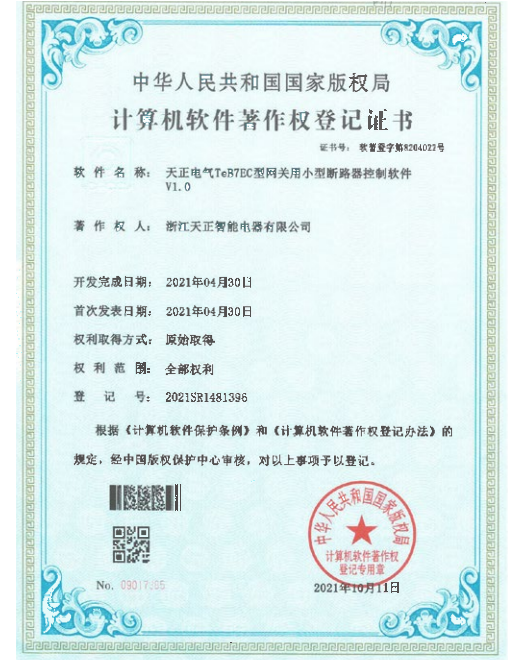 中华人民共和国国家版权局
计算机软件著作权登记证书
证书号： 软著登字第8204022号
软件名称： 天正电气TeB7EC型网关用小型断路器控制软件
V1.0
著作权人： 浙江天正智能电器有限公司
开发完成日期： 2021年04月30日
首次发表日期： 2021年04月30日
权利取得方式： 原始取得
权利范围： 全部权利
登记号： 2021SR1481396
根据《计算机软件保护条例》和《计算机软件著作权登记办法》的
规定，经中国版权保护中心审核，对以上事项予以登记。
中华人民共和国国家版权局
计算机软件著作权
登记专用章
No.
2021年10月11日